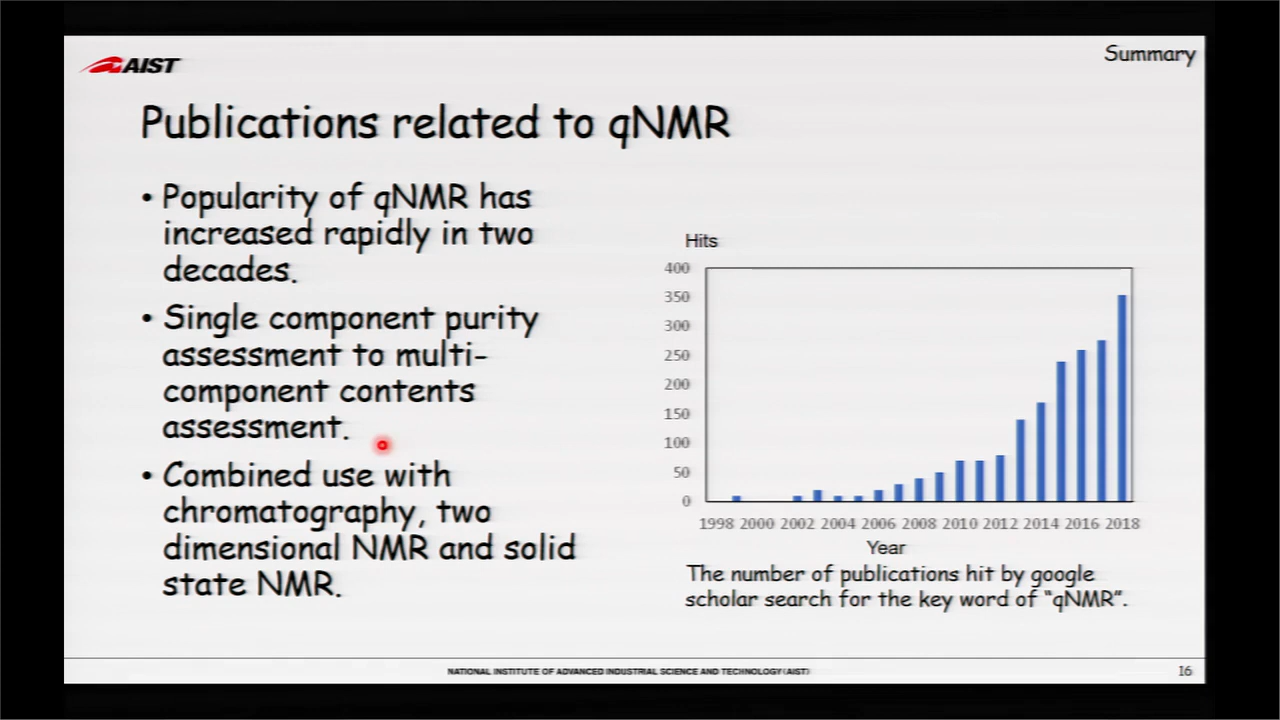 AIST
Summary
Publications related to qNMR
• Popularity of qNMR has
increased rapidly in two
decades.
• Single component purity
assessment to multi-
component contents
assessment.
• Combined use with
chromatography, two
dimensional NMR and solid
state NMR.
Hits
400
350
300
250
200
150
100
50
0
1998 2000 2002 2004 2006 2008 2010 2012 2014 2016 2018
Year
The number of publications hit by google
scholar search for the key word of “qNMR”.
NATIONAL INSTITUTE OF ADVANCED INDUSTRIAL SCIENCE AND TECHNOLOGY (AIST)
16